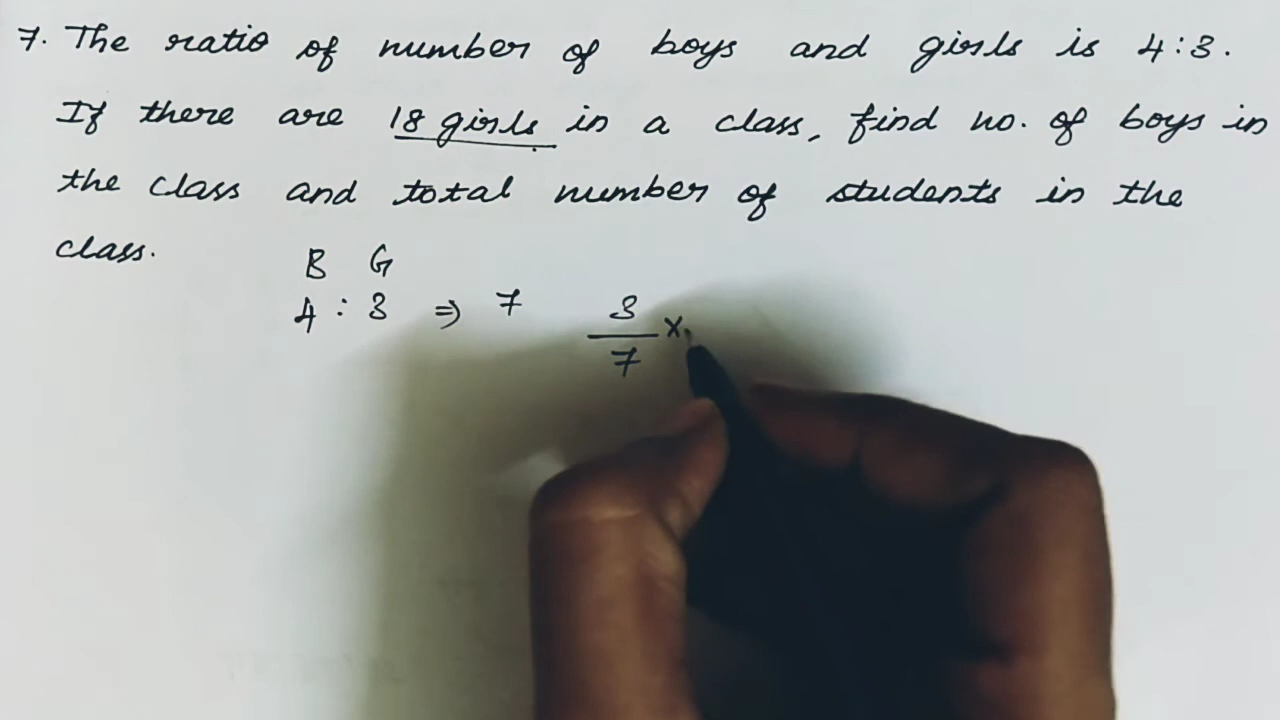 7. The ratio of number of boys and girls is 4:3.
If there are 18 girls in a class, find no. of boys in
the class and total number of students in the
class.
B G
4 : 3 ⇒ 7 3/7 ×